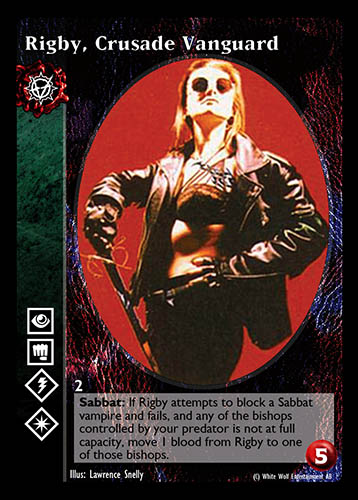 Rigby, Crusade Vanguard
2
Sabbat: If Rigby attempts to block a Sabbat
vampire and fails, and any of the bishops
controlled by your predator is not at full
capacity, move 1 blood from Rigby to one
of those bishops.
5
Illus: Lawrence Snelly
(C) White Wolf Entertainment AB